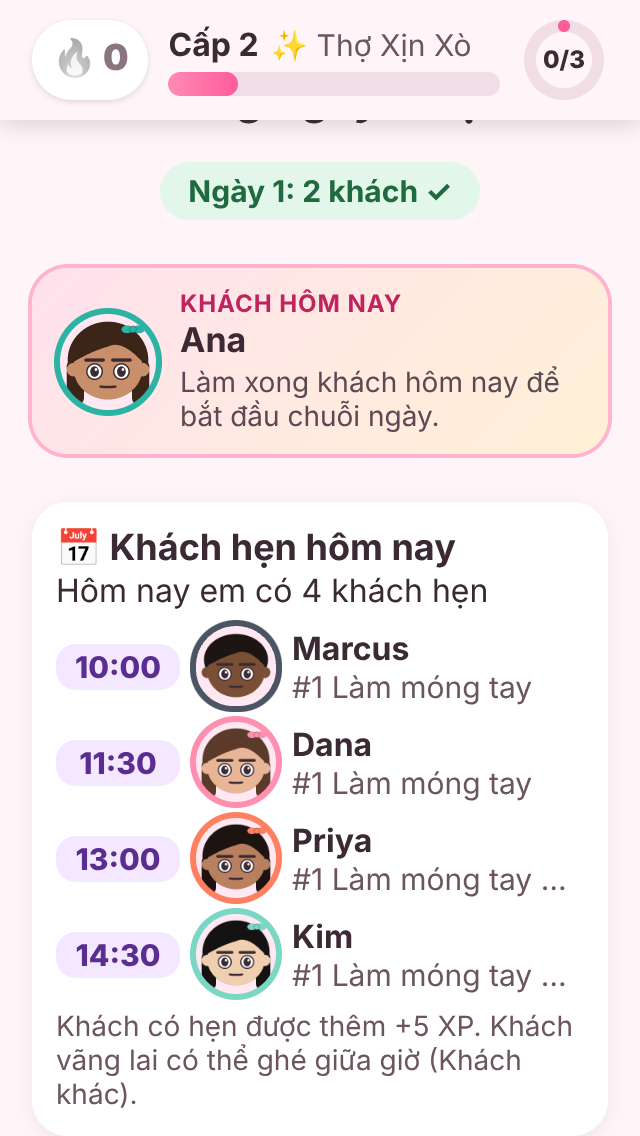 🔥 0
Cấp 2 ✨ Thợ Xịn Xò
0/3
Ngày 1: 2 khách ✓
KHÁCH HÔM NAY
Ana
Làm xong khách hôm nay để
bắt đầu chuỗi ngày.
📅 Khách hẹn hôm nay
Hôm nay em có 4 khách hẹn
10:00
Marcus
#1 Làm móng tay
11:30
Dana
#1 Làm móng tay
13:00
Priya
#1 Làm móng tay ...
14:30
Kim
#1 Làm móng tay ...
Khách có hẹn được thêm +5 XP. Khách
vãng lai có thể ghé giữa giờ (Khách
khác).